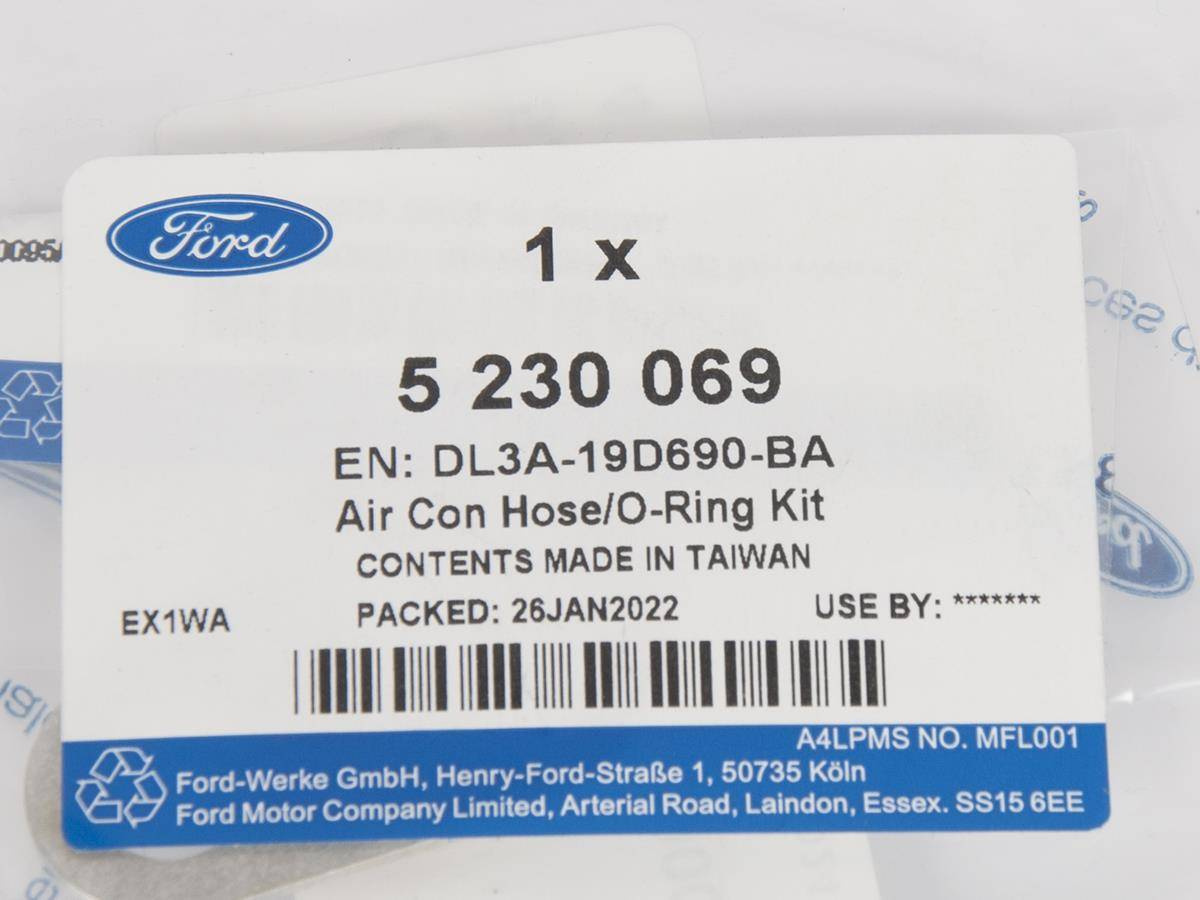 Ford
1 x
5 230 069
EN: DL3A-19D690-BA
Air Con Hose/O-Ring Kit
CONTENTS MADE IN TAIWAN
EX1WA PACKED: 26JAN2022 USE BY: *******
A4LPMS NO. MFL001
Ford-Werke GmbH, Henry-Ford-Straße 1, 50735 Köln
Ford Motor Company Limited, Arterial Road, Laindon, Essex. SS15 6EE